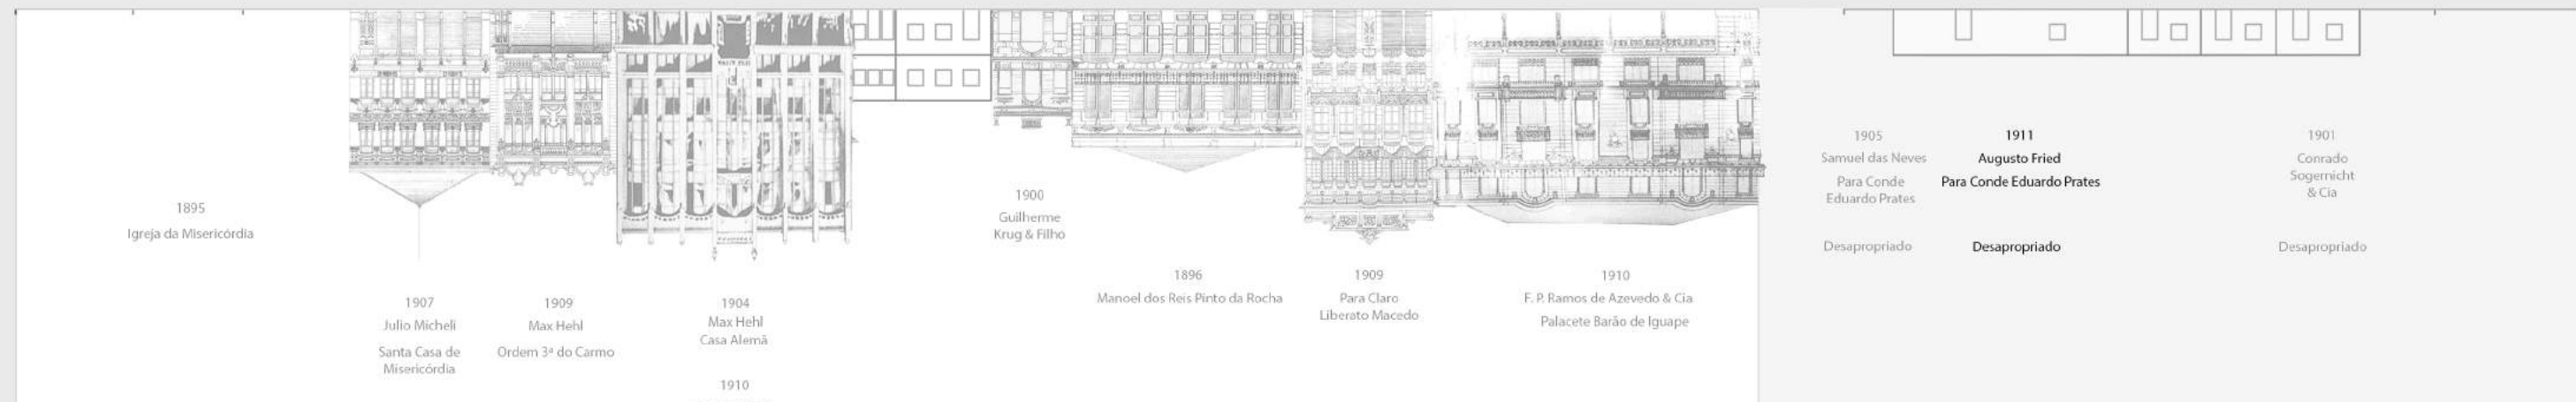 1895
Igreja da Misericórdia
1907
Julio Micheli
Santa Casa de
Misericórdia
1909
Max Hehl
Ordem 3ª do Carmo
1904
Max Hehl
Casa Alemã
1910
1900
Guilherme
Krug & Filho
1896
Manoel dos Reis Pinto da Rocha
1909
Para Claro
Liberato Macedo
1910
F. P. Ramos de Azevedo & Cia
Palacete Barão de Iguape
1905
Samuel das Neves
Para Conde
Eduardo Prates
Desapropriado
1911
Augusto Fried
Para Conde Eduardo Prates
Desapropriado
1901
Conrado
Sogernicht
& Cia
Desapropriado